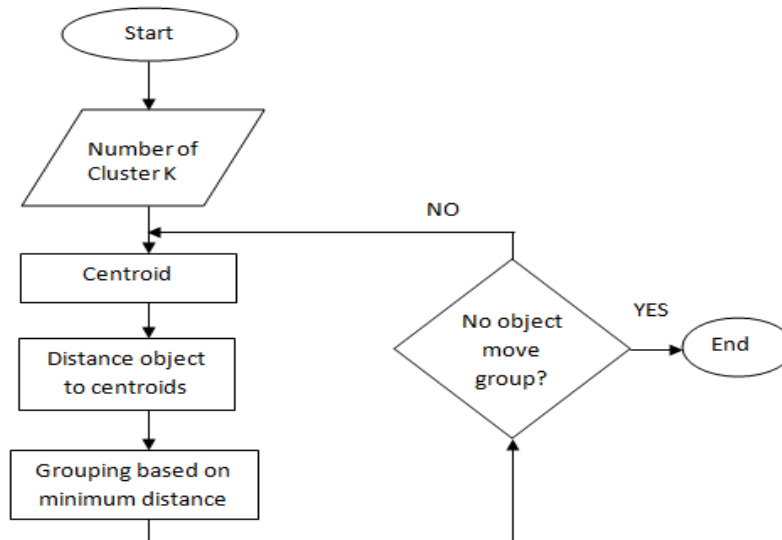 Start
Number of
Cluster K
NO
Centroid
YES
No object
move
group?
End
Distance object
to centroids
Grouping based on
minimum distance